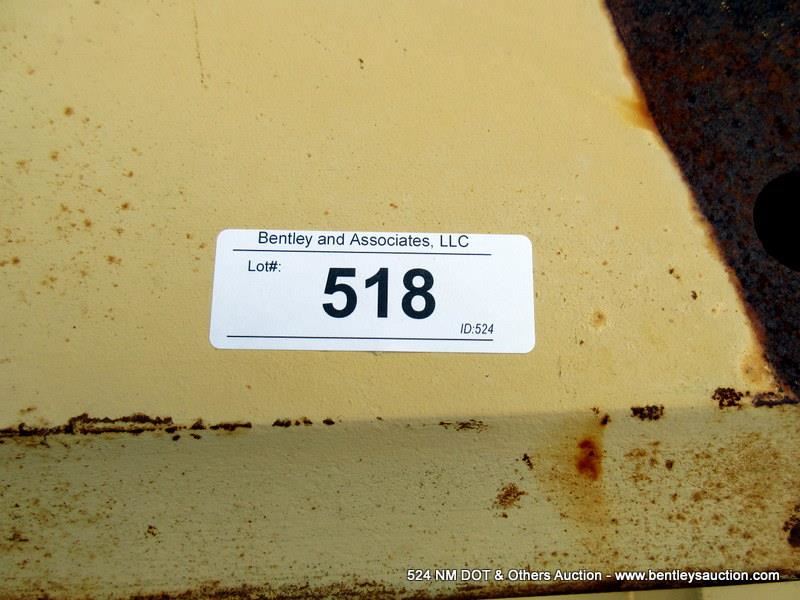 Bentley and Associates, LLC
Lot#:
518
ID:524
524 NM DOT & Others Auction - www.bentleysauction.com